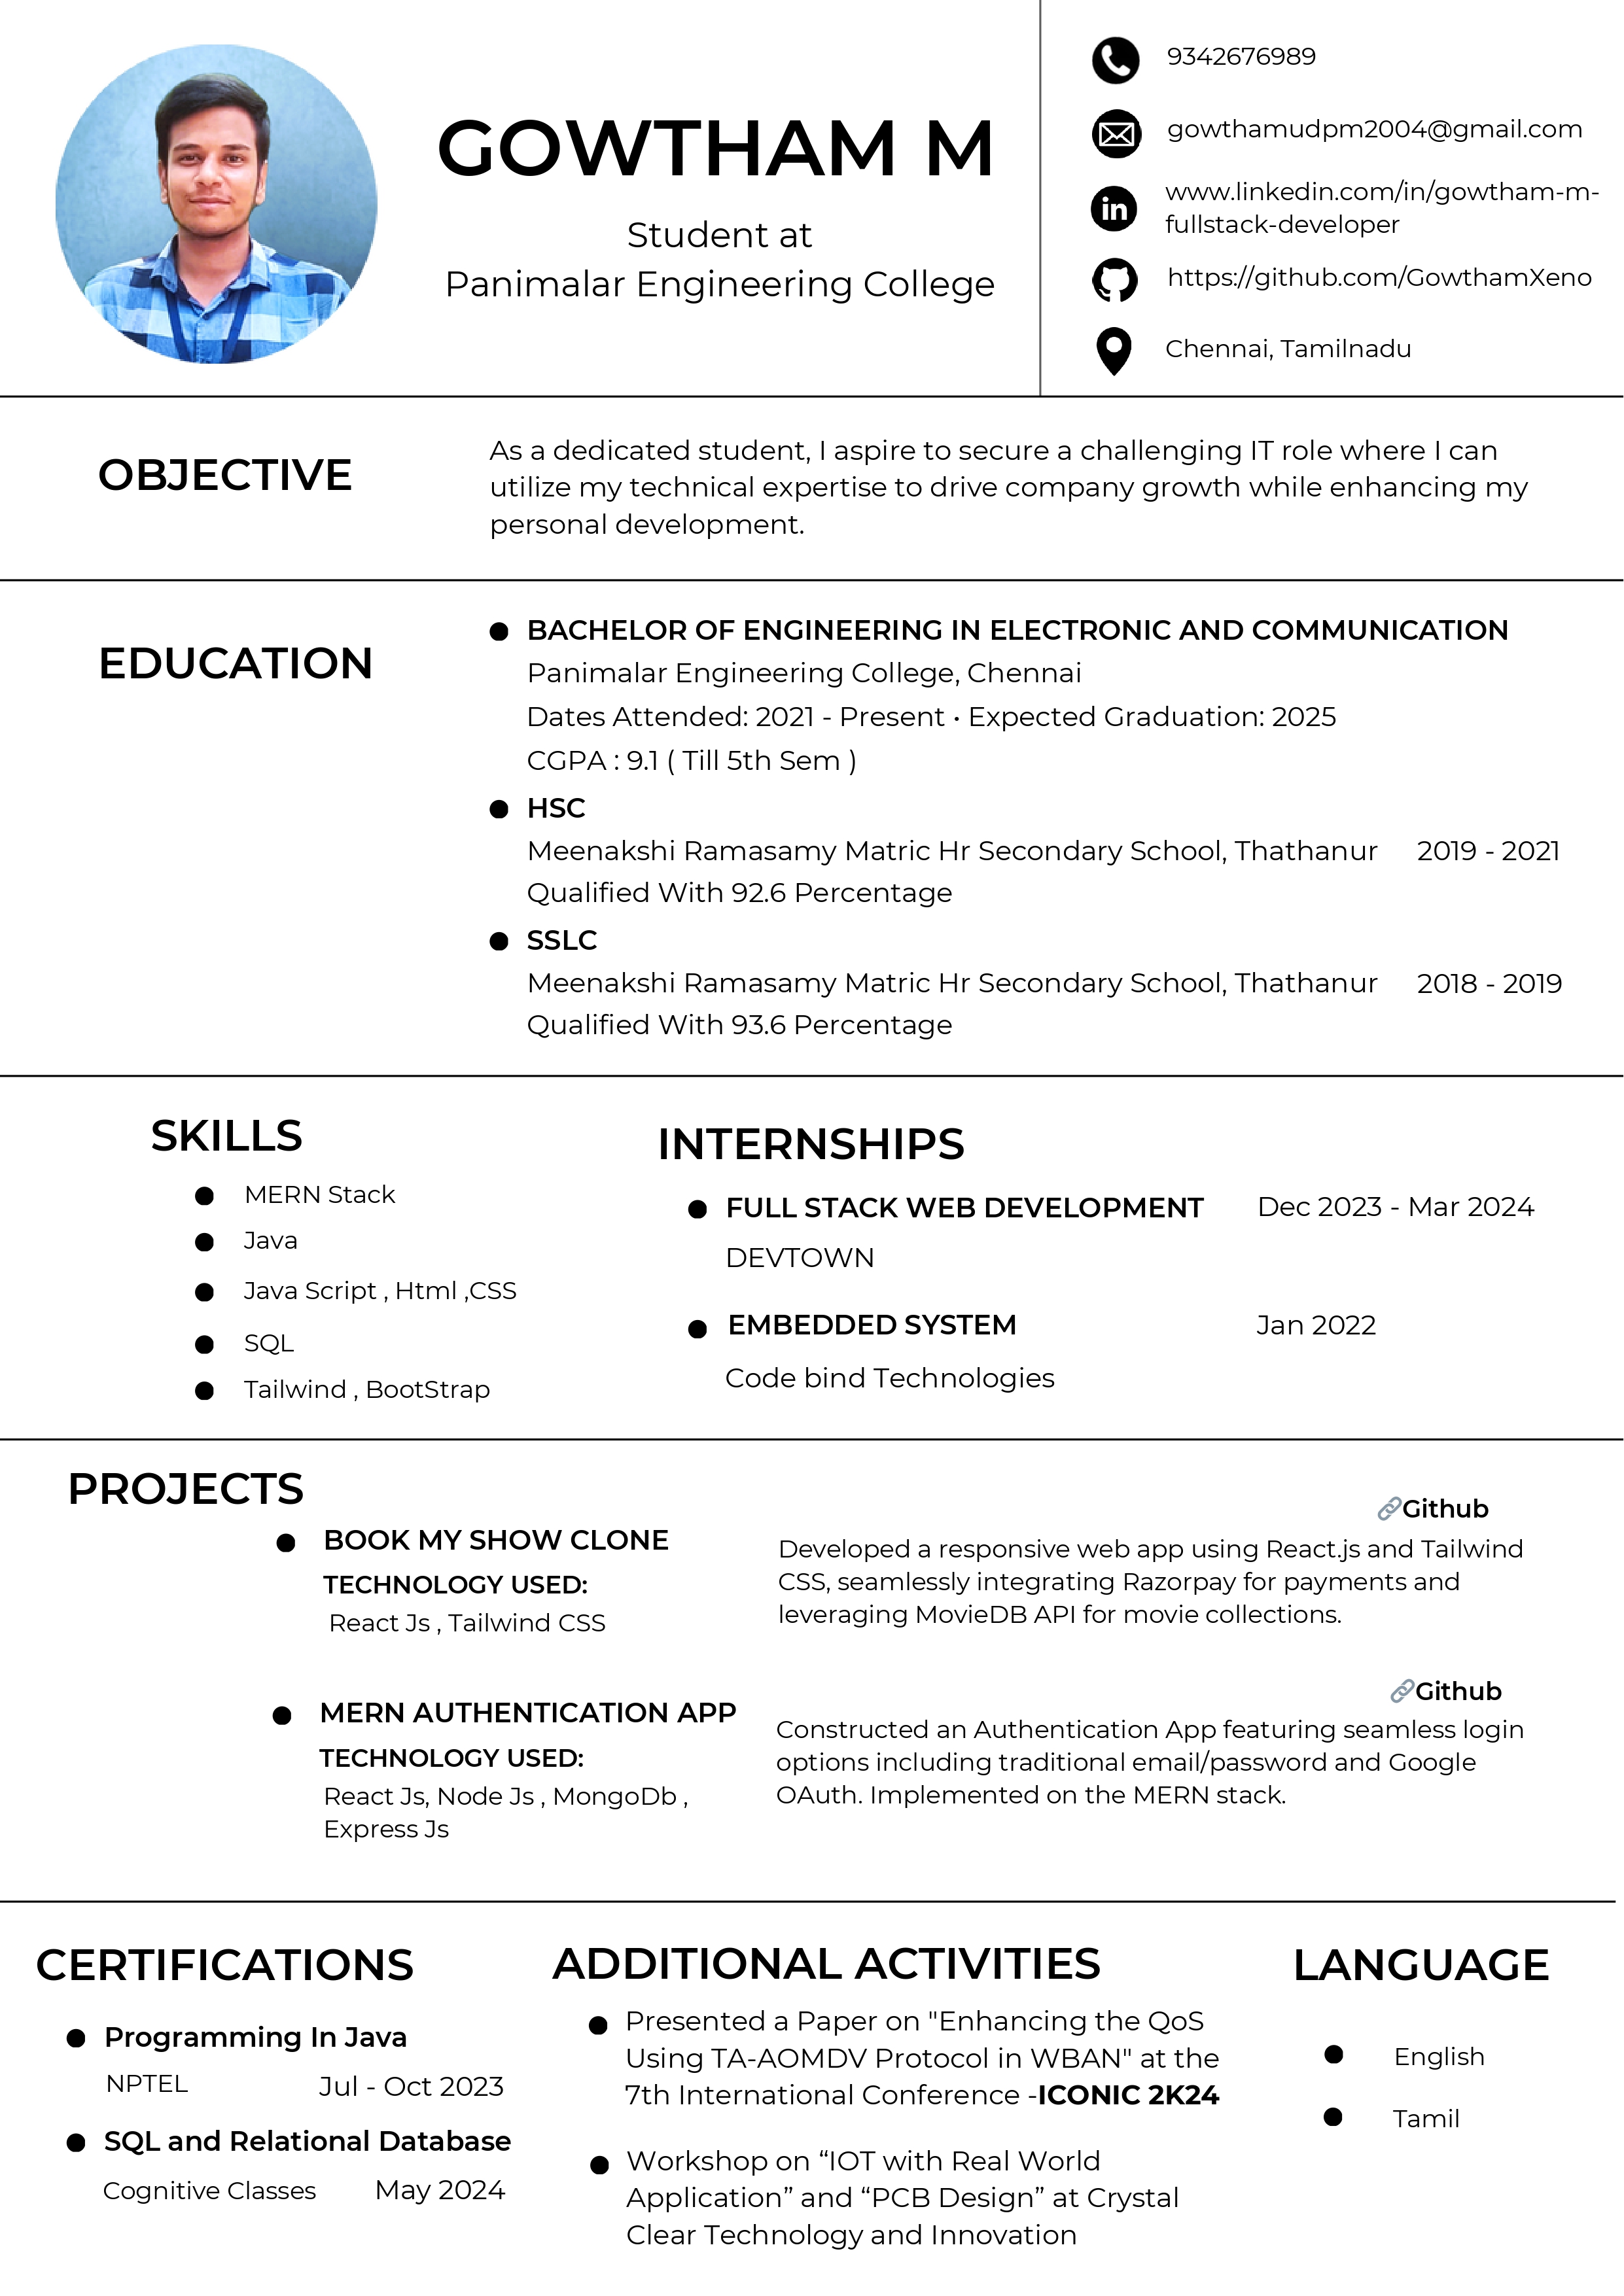 GOWTHAM M
Student at
Panimalar Engineering College
9342676989
gowthamudpm2004@gmail.com
www.linkedin.com/in/gowtham-m-
fullstack-developer
https://github.com/GowthamXeno
Chennai, Tamilnadu
OBJECTIVE
As a dedicated student, I aspire to secure a challenging IT role where I can
utilize my technical expertise to drive company growth while enhancing my
personal development.
EDUCATION
BACHELOR OF ENGINEERING IN ELECTRONIC AND COMMUNICATION
Panimalar Engineering College, Chennai
Dates Attended: 2021 - Present · Expected Graduation: 2025
CGPA : 9.1 ( Till 5th Sem )
HSC
Meenakshi Ramasamy Matric Hr Secondary School, Thathanur 2019 - 2021
Qualified With 92.6 Percentage
SSLC
Meenakshi Ramasamy Matric Hr Secondary School, Thathanur 2018 - 2019
Qualified With 93.6 Percentage
SKILLS
MERN Stack
Java
Java Script , Html ,CSS
SQL
Tailwind , BootStrap
INTERNSHIPS
FULL STACK WEB DEVELOPMENT Dec 2023 - Mar 2024
DEVTOWN
EMBEDDED SYSTEM Jan 2022
Code bind Technologies
PROJECTS
BOOK MY SHOW CLONE
TECHNOLOGY USED:
React Js , Tailwind CSS
Github
Developed a responsive web app using React.js and Tailwind
CSS, seamlessly integrating Razorpay for payments and
leveraging MovieDB API for movie collections.
MERN AUTHENTICATION APP
TECHNOLOGY USED:
React Js, Node Js , MongoDb ,
Express Js
Github
Constructed an Authentication App featuring seamless login
options including traditional email/password and Google
OAuth. Implemented on the MERN stack.
CERTIFICATIONS
Programming In Java
NPTEL Jul - Oct 2023
SQL and Relational Database
Cognitive Classes May 2024
ADDITIONAL ACTIVITIES
Presented a Paper on "Enhancing the QoS
Using TA-AOMDV Protocol in WBAN" at the
7th International Conference -ICONIC 2K24
Workshop on “IOT with Real World
Application” and “PCB Design” at Crystal
Clear Technology and Innovation
LANGUAGE
English
Tamil